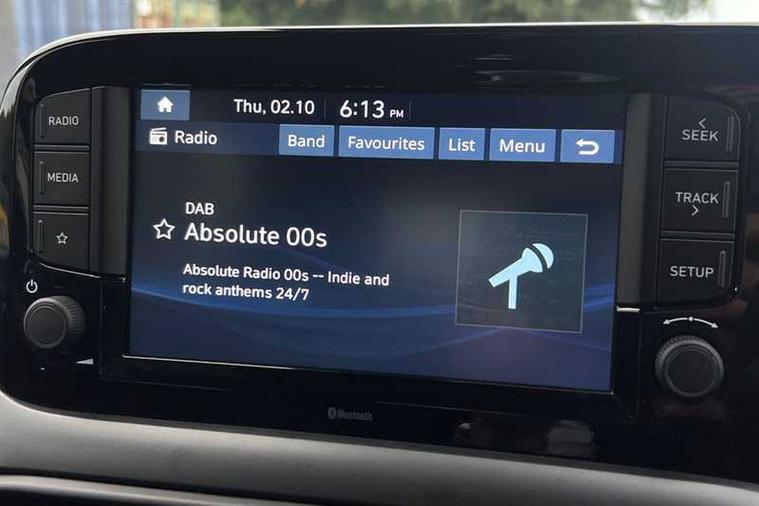 RADIO
MEDIA
Thu, 02.10 6:13 PM
Radio Band Favourites List Menu
DAB
Absolute 00s
Absolute Radio 00s -- Indie and
rock anthems 24/7
SEEK
TRACK
SETUP
Bluetooth